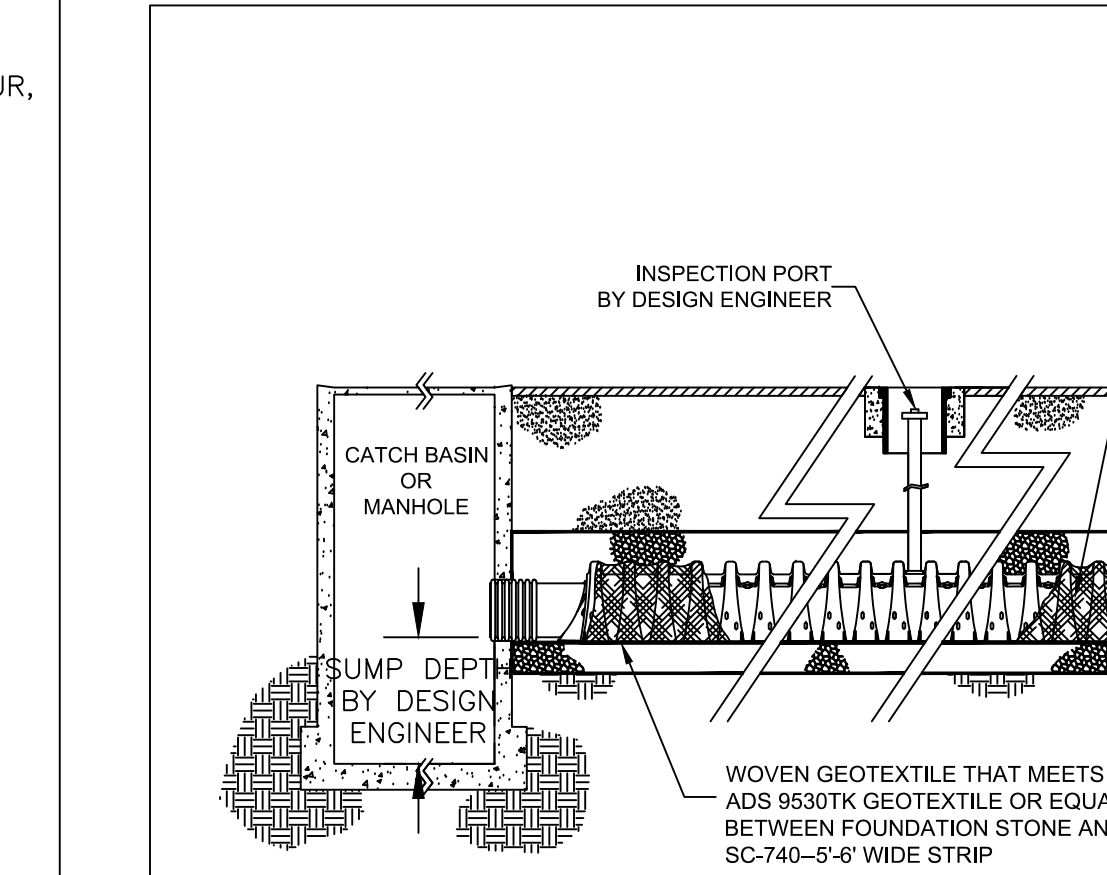 UR,
INSPECTION PORT
BY DESIGN ENGINEER
CATCH BASIN
OR
MANHOLE
SUMP DEPTH
BY DESIGN
ENGINEER
WOVEN GEOTEXTILE THAT MEETS
ADS 9530TK GEOTEXTILE OR EQUA
BETWEEN FOUNDATION STONE AN
SC-740–5'-6' WIDE STRIP